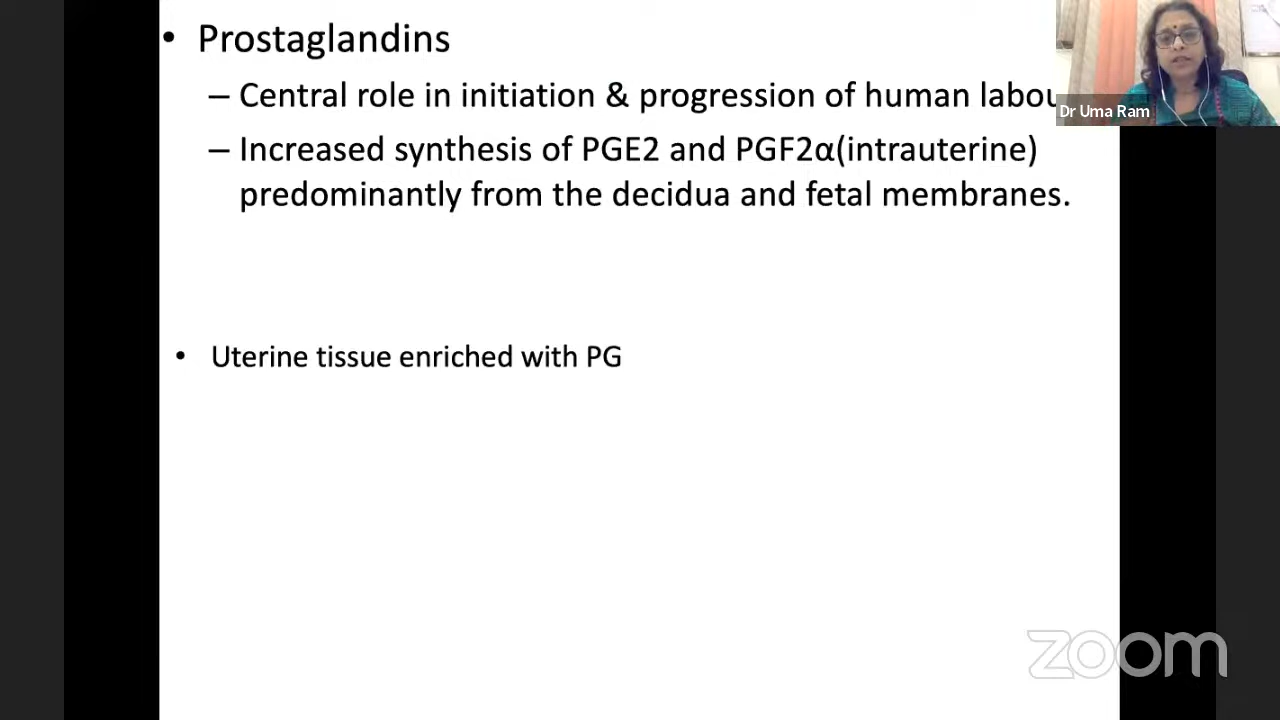 • Prostaglandins
– Central role in initiation & progression of human labou
Dr Uma Ram
– Increased synthesis of PGE2 and PGF2α(intrauterine)
predominantly from the decidua and fetal membranes.
• Uterine tissue enriched with PG
zoom